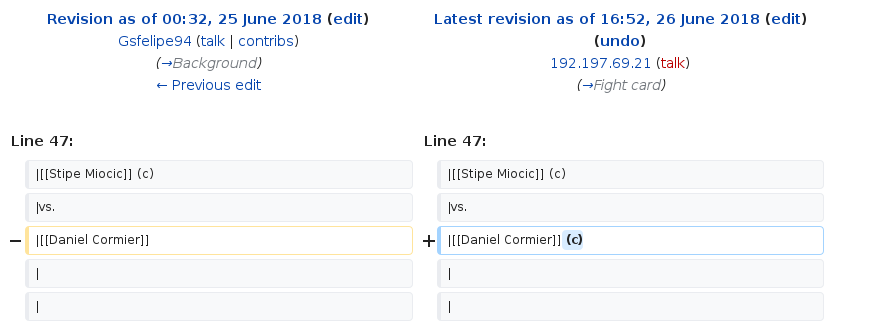 Revision as of 00:32, 25 June 2018 (edit)
Gsfelipe94 (talk | contribs)
(→Background)
← Previous edit
Latest revision as of 16:52, 26 June 2018 (edit)
(undo)
192.197.69.21 (talk)
(→Fight card)
Line 47:
Line 47:
|[[Stipe Miocic]] (c)
|[[Stipe Miocic]] (c)
|vs.
|vs.
− |[[Daniel Cormier]]
+ |[[Daniel Cormier]] (c)
|
|
|
|